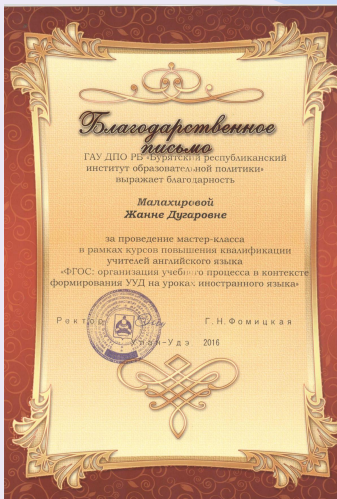 Благодарственное
письмо
ГАУ ДПО РБ «Бурятский республиканский
институт образовательной политики»
выражает благодарность
Малахировой
Жанне Дугаровне
за проведение мастер-класса
в рамках курсов повышения квалификации
учителей английского языка
«ФГОС: организация учебного процесса в контексте
формирования УУД на уроках иностранного языка»
Ректор Г.Н.Фомицкая
Улан-Удэ 2016